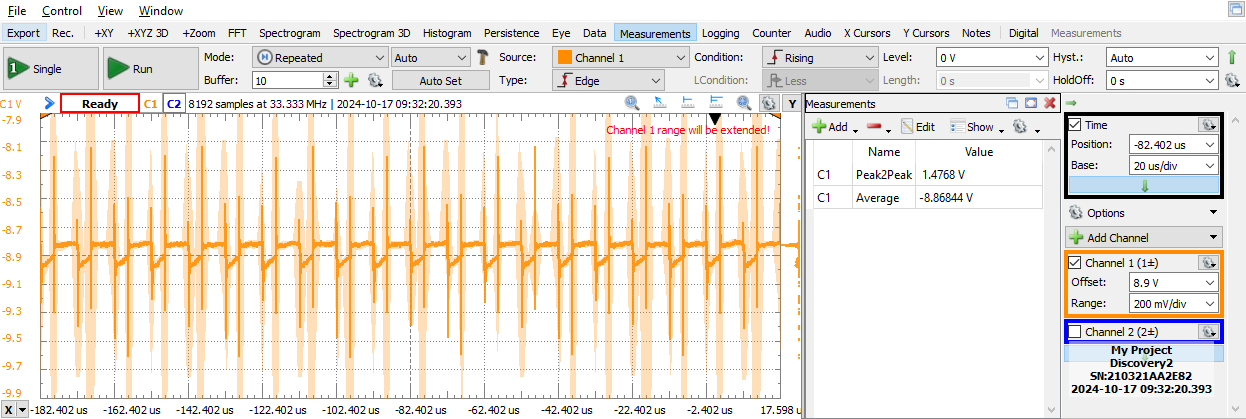 File Control View Window
Export Rec. +XY +XYZ 3D +Zoom FFT Spectrogram Spectrogram 3D Histogram Persistence Eye Data Measurements Logging Counter Audio X Cursors Y Cursors Notes Digital Measurements
1 Single Run Mode: Repeated Auto Source: Channel 1 Condition: Rising Level: 0 V Hyst.: Auto
Buffer: 10 Auto Set Type: Edge LCondition: Less Length: 0 s HoldOff: 0 s
C1 V Ready C1 C2 8192 samples at 33.333 MHz | 2024-10-17 09:32:20.393 Y
Channel 1 range will be extended!
-7.9
-8.1
-8.3
-8.5
-8.7
-8.9
-9.1
-9.3
-9.5
-9.7
-9.9
X -182.402 us -162.402 us -142.402 us -122.402 us -102.402 us -82.402 us -62.402 us -42.402 us -22.402 us -2.402 us 17.598 us
Measurements
Add Edit Show
Name Value
C1 Peak2Peak 1.4768 V
C1 Average -8.86844 V
Time
Position: -82.402 us
Base: 20 us/div
Options
Add Channel
Channel 1 (1±)
Offset: 8.9 V
Range: 200 mV/div
Channel 2 (2±)
My Project
Discovery2
SN:210321AA2E82
2024-10-17 09:32:20.393